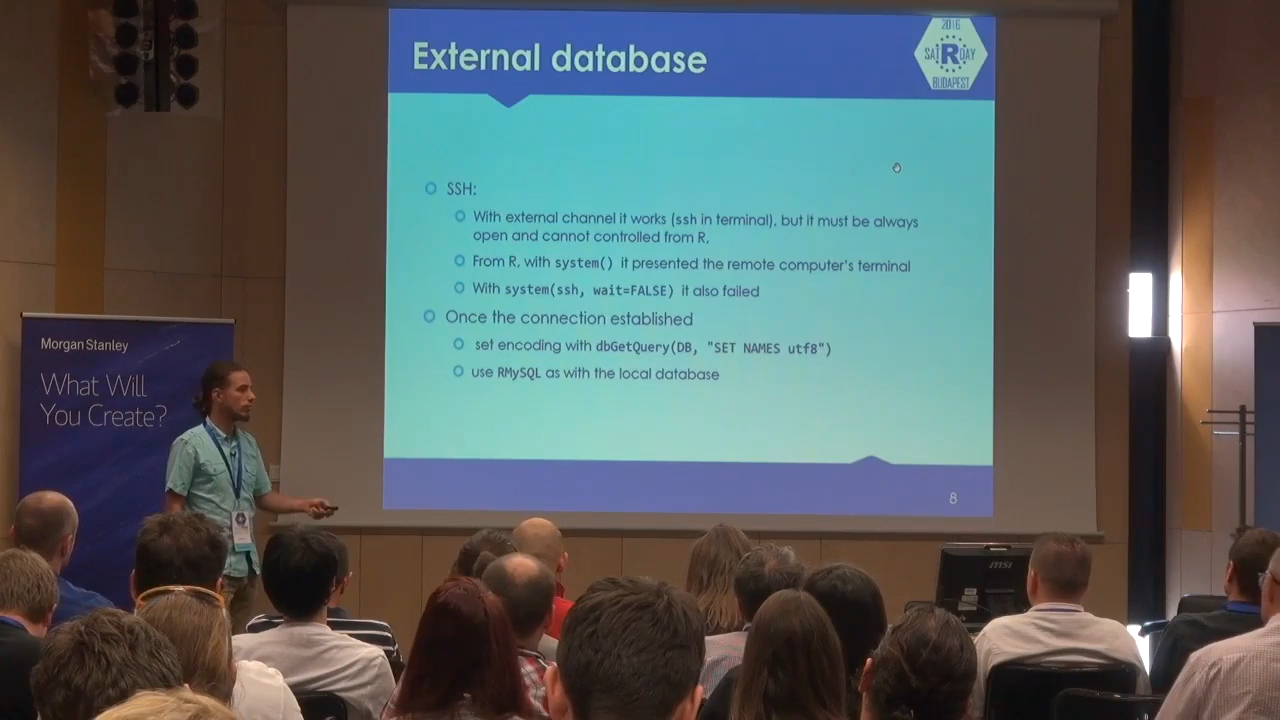 External database
2016
SAT R DAY
BUDAPEST
SSH:
With external channel it works (ssh in terminal), but it must be always
open and cannot controlled from R,
From R, with system() it presented the remote computer's terminal
With system(ssh, wait=FALSE) it also failed
Once the connection established
set encoding with dbGetQuery(DB, "SET NAMES utf8")
use RMySQL as with the local database
8
Morgan Stanley
What Will
You Create?
msi